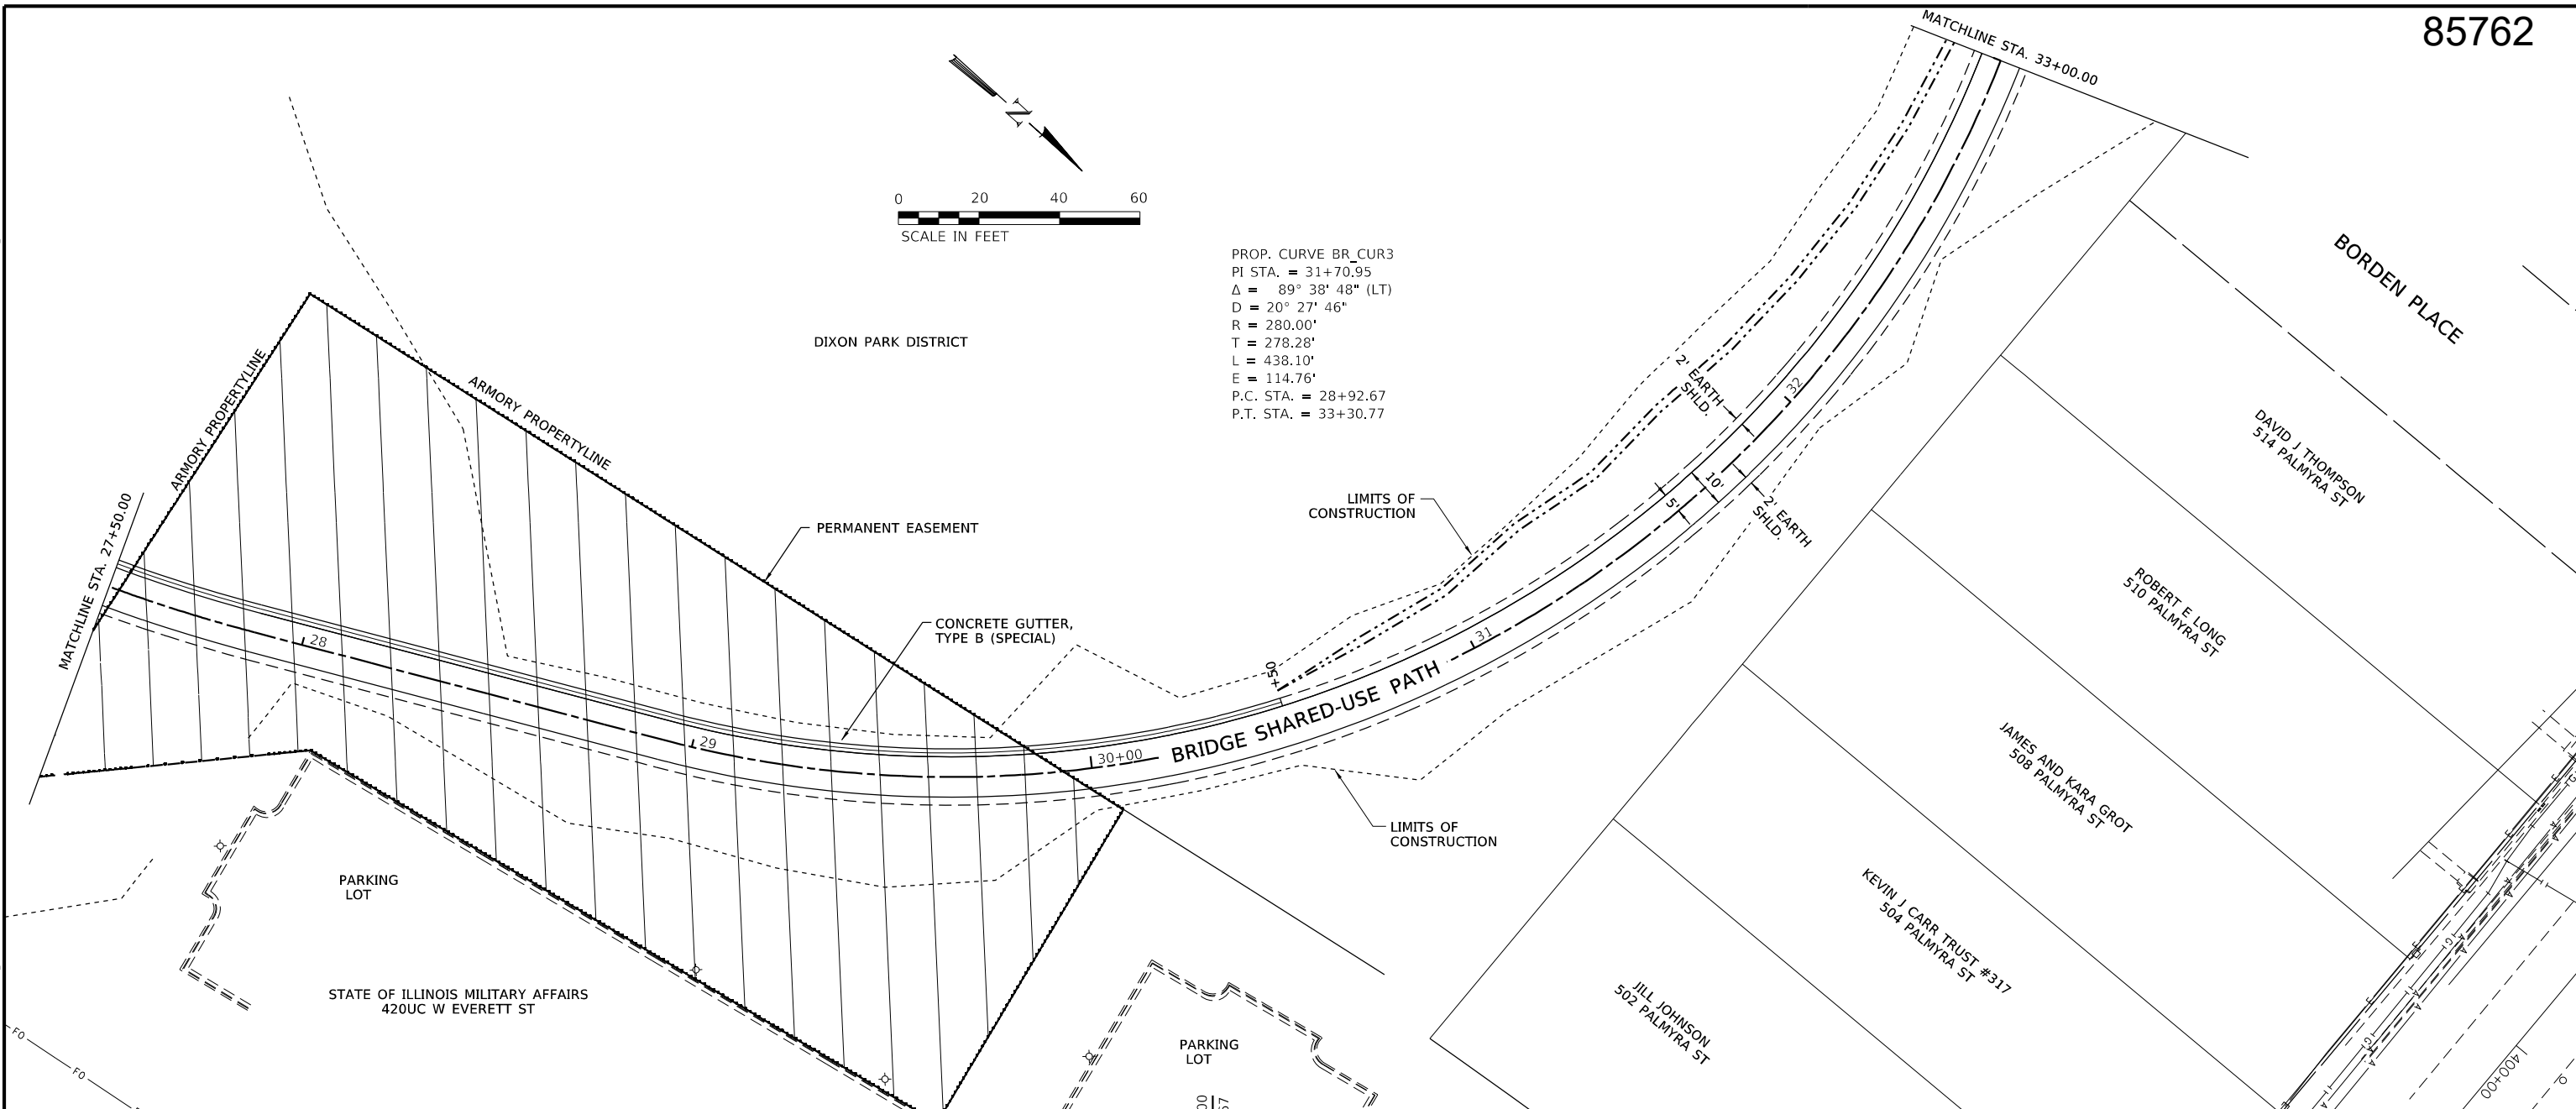 85762
MATCHLINE STA. 33+00.00
N
0 20 40 60
SCALE IN FEET
PROP. CURVE BR_CUR3
PI STA. = 31+70.95
Δ = 89° 38' 48" (LT)
D = 20° 27' 46"
R = 280.00'
T = 278.28'
L = 438.10'
E = 114.76'
P.C. STA. = 28+92.67
P.T. STA. = 33+30.77
BORDEN PLACE
DIXON PARK DISTRICT
ARMORY PROPERTYLINE
ARMORY PROPERTYLINE
2' EARTH
SHLD.
32
DAVID J THOMPSON
514 PALMYRA ST
MATCHLINE STA. 27+50.00
PERMANENT EASEMENT
LIMITS OF
CONSTRUCTION
10'
5'
2' EARTH
SHLD.
ROBERT E LONG
510 PALMYRA ST
CONCRETE GUTTER,
TYPE B (SPECIAL)
28
29
+50
30+00
BRIDGE SHARED-USE PATH
31
JAMES AND KARA GROT
508 PALMYRA ST
LIMITS OF
CONSTRUCTION
KEVIN J CARR TRUST #317
504 PALMYRA ST
PARKING
LOT
STATE OF ILLINOIS MILITARY AFFAIRS
420UC W EVERETT ST
JILL JOHNSON
502 PALMYRA ST
PARKING
LOT
FO
FO
40+00